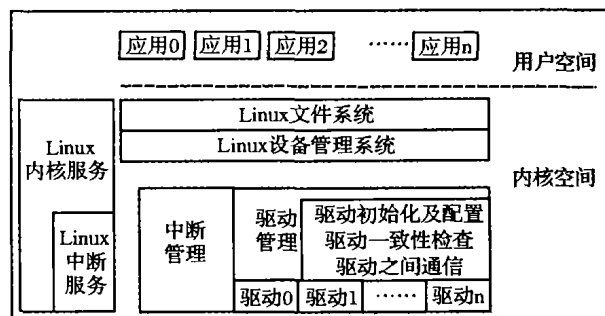 应用0 应用1 应用2 …… 应用n
用户空间
Linux文件系统
Linux设备管理系统
Linux
内核服务
内核空间
Linux
中断
服务
中断
管理
驱动
管理
驱动初始化及配置
驱动一致性检查
驱动之间通信
驱动0 驱动1 …… 驱动n